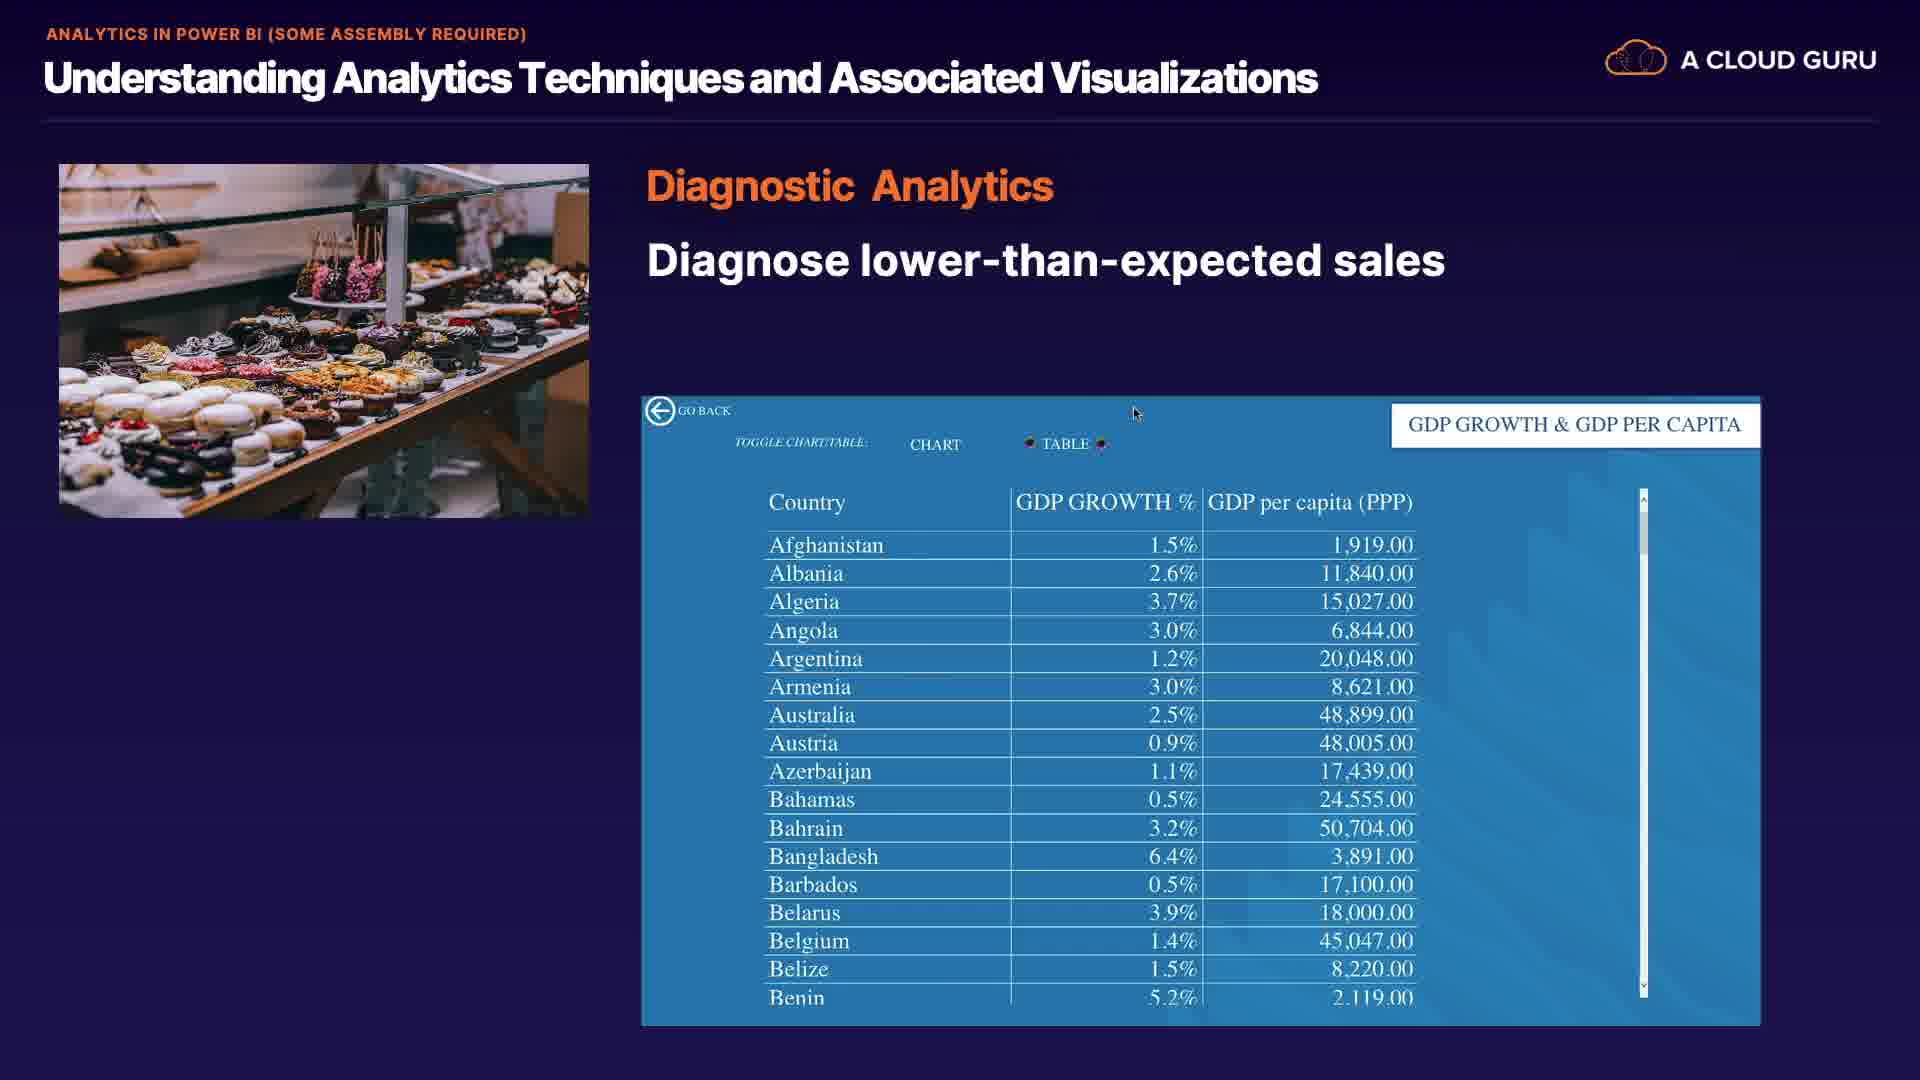 ANALYTICS IN POWER BI (SOME ASSEMBLY REQUIRED)
Understanding Analytics Techniques and Associated Visualizations
A CLOUD GURU
Diagnostic Analytics
Diagnose lower-than-expected sales
GO BACK
GDP GROWTH & GDP PER CAPITA
TOGGLE CHART/TABLE: CHART TABLE
Country GDP GROWTH % GDP per capita (PPP)
Afghanistan 1.5% 1,919.00
Albania 2.6% 11,840.00
Algeria 3.7% 15,027.00
Angola 3.0% 6,844.00
Argentina 1.2% 20,048.00
Armenia 3.0% 8,621.00
Australia 2.5% 48,899.00
Austria 0.9% 48,005.00
Azerbaijan 1.1% 17,439.00
Bahamas 0.5% 24,555.00
Bahrain 3.2% 50,704.00
Bangladesh 6.4% 3,891.00
Barbados 0.5% 17,100.00
Belarus 3.9% 18,000.00
Belgium 1.4% 45,047.00
Belize 1.5% 8,220.00
Benin 5.2% 2,119.00